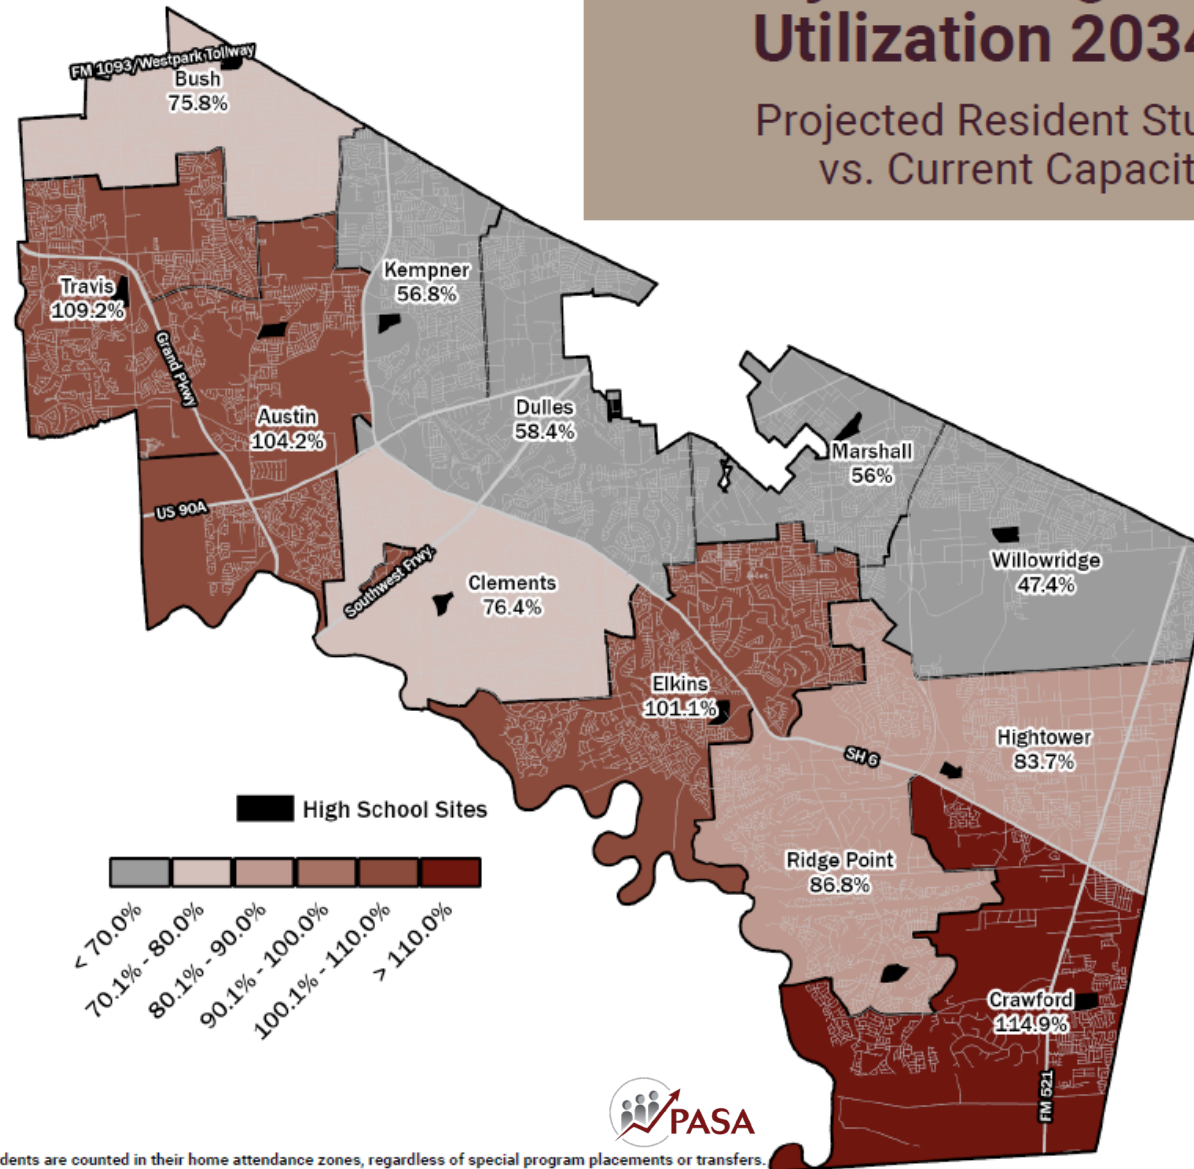 Utilization 2034
Projected Resident Stu
vs. Current Capacit
FM 1093/Westpark Tollway
Bush
75.8%
Kempner
56.8%
Travis
109.2%
Grand Pkwy
Austin
104.2%
Dulles
58.4%
Marshall
56%
US 90A
Willowridge
47.4%
Southwest Frwy.
Clements
76.4%
Elkins
101.1%
Hightower
83.7%
SH 6
High School Sites
Ridge Point
86.8%
< 70.0%
70.1% - 80.0%
80.1% - 90.0%
90.1% - 100.0%
100.1% - 110.0%
> 110.0%
Crawford
114.9%
FM 521
PASA
dents are counted in their home attendance zones, regardless of special program placements or transfers.